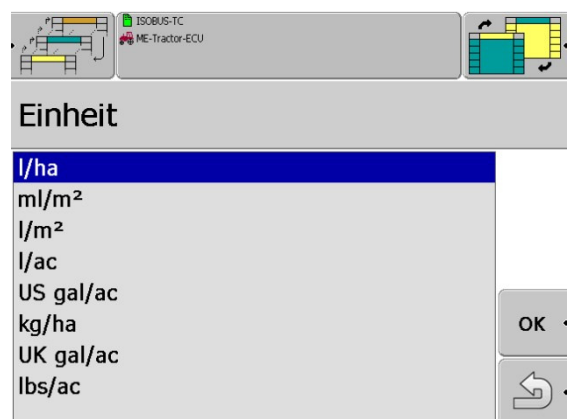 ISOBUS-TC
ME-Tractor-ECU
Einheit
l/ha
ml/m²
l/m²
l/ac
US gal/ac
kg/ha
OK
UK gal/ac
lbs/ac